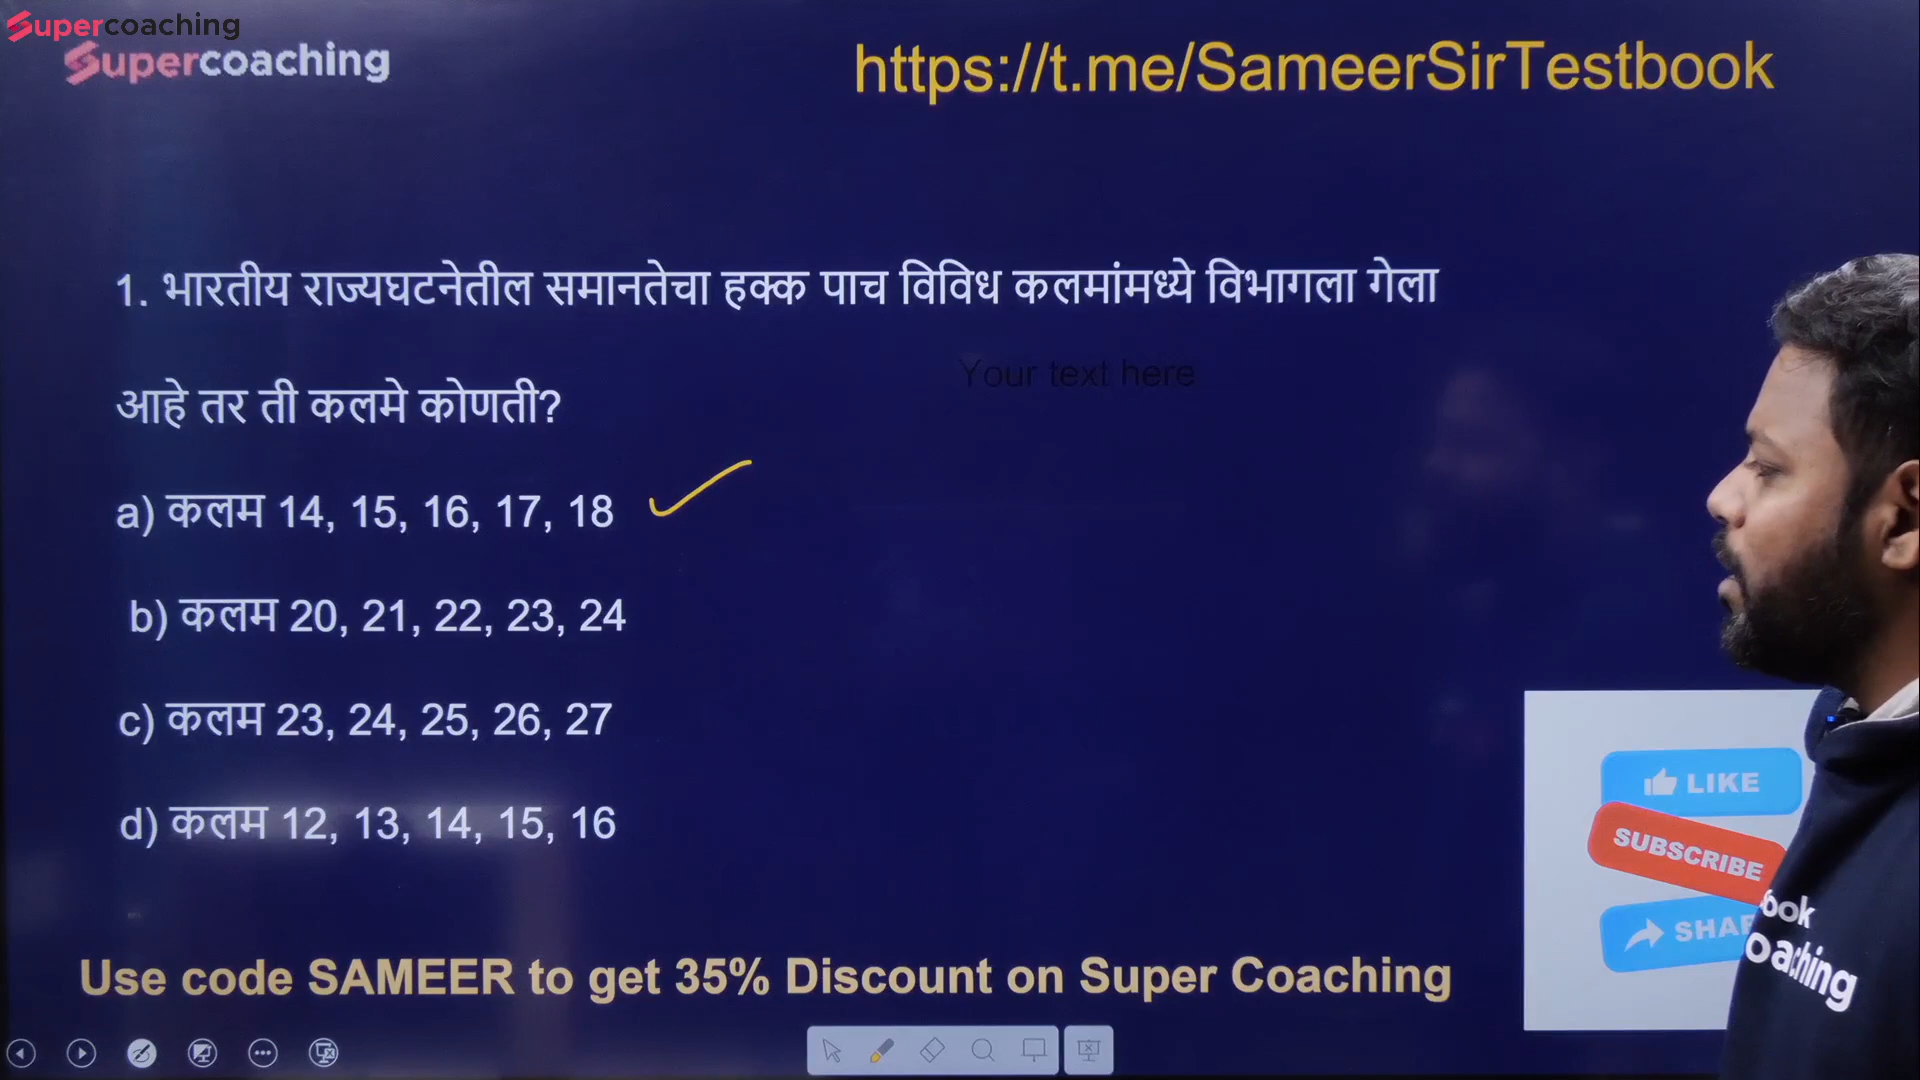 Supercoaching
Supercoaching
https://t.me/SameerSirTestbook
1. भारतीय राज्यघटनेतील समानतेचा हक्क पाच विविध कलमांमध्ये विभागला गेला
Your text here
आहे तर ती कलमे कोणती?
a) कलम 14, 15, 16, 17, 18
b) कलम 20, 21, 22, 23, 24
c) कलम 23, 24, 25, 26, 27
d) कलम 12, 13, 14, 15, 16
LIKE
SUBSCRIBE
SHAR
book
oaching
Use code SAMEER to get 35% Discount on Super Coaching